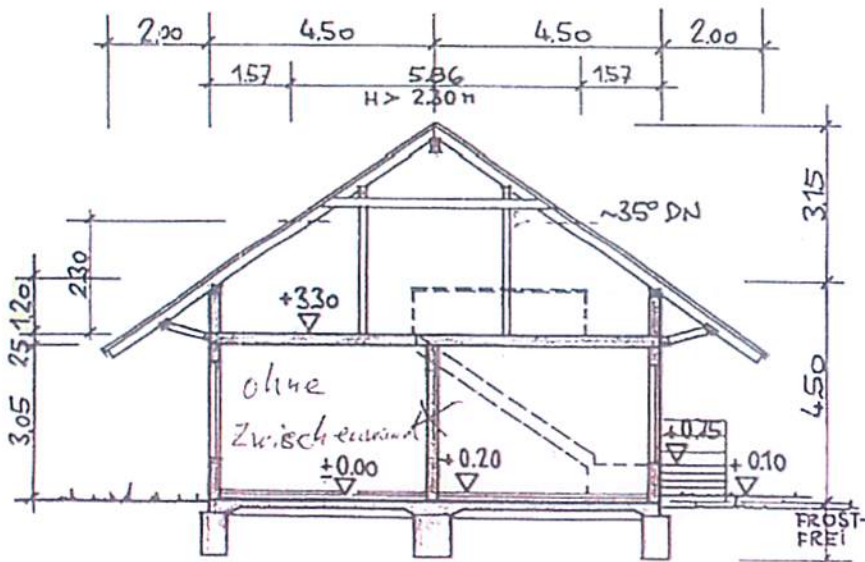 2.00 4.50 4.50 2.00
1.57 5.86 1.57
H > 2.30 m
~35° DN
3.15
2.30
1.20
25
3.05
+3.30
4.50
ohne
Zwischenwand
±0.00
+0.20
+0.75
+0.10
FROST-
FREI